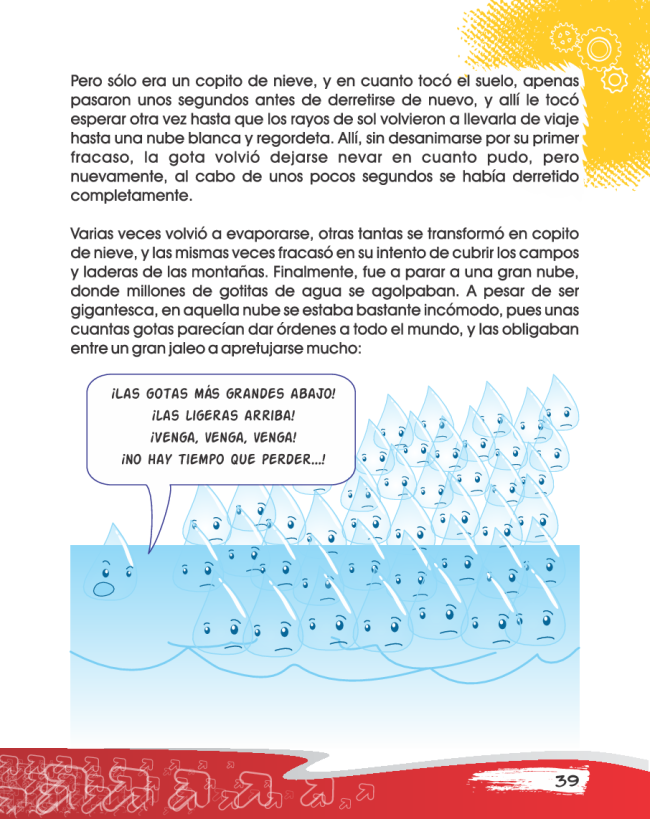 Pero sólo era un copito de nieve, y en cuanto tocó el suelo, apenas
pasaron unos segundos antes de derretirse de nuevo, y allí le tocó
esperar otra vez hasta que los rayos de sol volvieron a llevarla de viaje
hasta una nube blanca y regordeta. Allí, sin desanimarse por su primer
fracaso, la gota volvió dejarse nevar en cuanto pudo, pero
nuevamente, al cabo de unos pocos segundos se había derretido
completamente.
Varias veces volvió a evaporarse, otras tantas se transformó en copito
de nieve, y las mismas veces fracasó en su intento de cubrir los campos
y laderas de las montañas. Finalmente, fue a parar a una gran nube,
donde millones de gotitas de agua se agolpaban. A pesar de ser
gigantesca, en aquella nube se estaba bastante incómodo, pues unas
cuantas gotas parecían dar órdenes a todo el mundo, y las obligaban
entre un gran jaleo a apretujarse mucho:
¡LAS GOTAS MÁS GRANDES ABAJO!
¡LAS LIGERAS ARRIBA!
¡VENGA, VENGA, VENGA!
¡NO HAY TIEMPO QUE PERDER...!
39